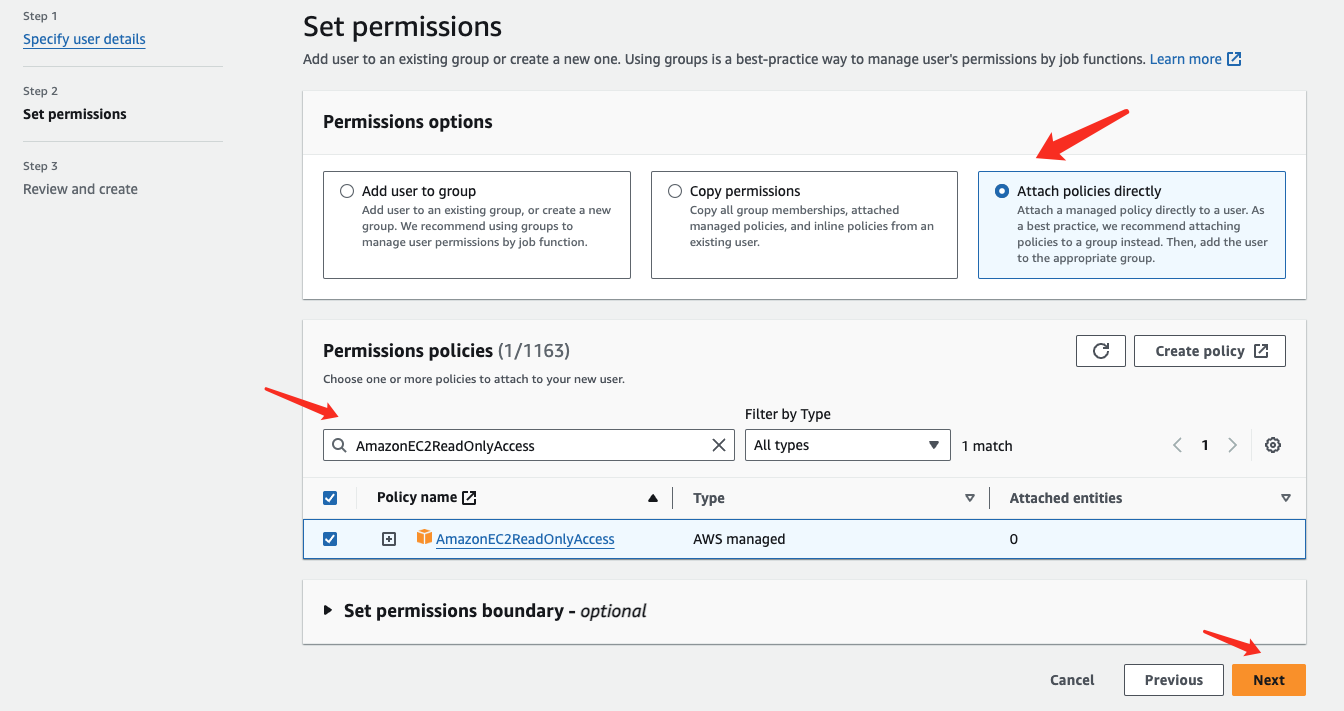 Step 1
Specify user details
Step 2
Set permissions
Step 3
Review and create
Set permissions
Add user to an existing group or create a new one. Using groups is a best-practice way to manage user's permissions by job functions. Learn more
Permissions options
Add user to group
Add user to an existing group, or create a new
group. We recommend using groups to
manage user permissions by job function.
Copy permissions
Copy all group memberships, attached
managed policies, and inline policies from an
existing user.
Attach policies directly
Attach a managed policy directly to a user. As
a best practice, we recommend attaching
policies to a group instead. Then, add the user
to the appropriate group.
Permissions policies (1/1163)
Create policy
Choose one or more policies to attach to your new user.
Filter by Type
AmazonEC2ReadOnlyAccess
All types
1 match
1
Policy name
Type
Attached entities
AmazonEC2ReadOnlyAccess
AWS managed
0
Set permissions boundary - optional
Cancel
Previous
Next